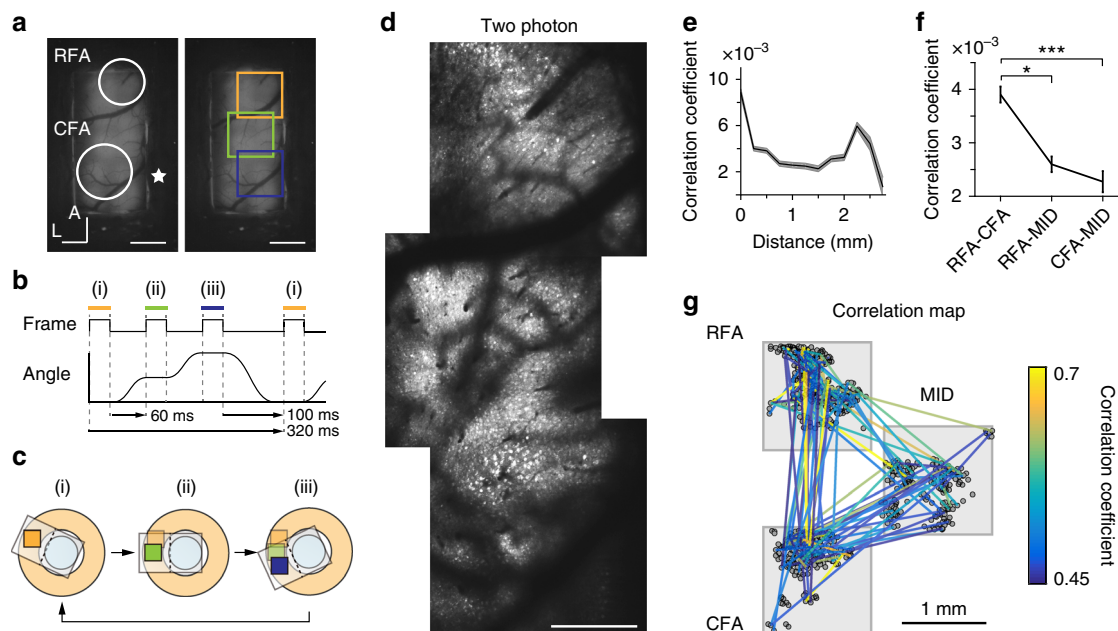 a
RFA
CFA
A
L
b
(i) (ii) (iii) (i)
Frame
Angle
60 ms
100 ms
320 ms
c
(i) (ii) (iii)
d
Two photon
e
Correlation coefficient
×10⁻³
10
6
2
0 1 2
Distance (mm)
f
Correlation coefficient
×10⁻³
***
*
4
3
2
RFA-CFA
RFA-MID
CFA-MID
g
Correlation map
RFA
MID
CFA
1 mm
0.7
0.45
Correlation coefficient